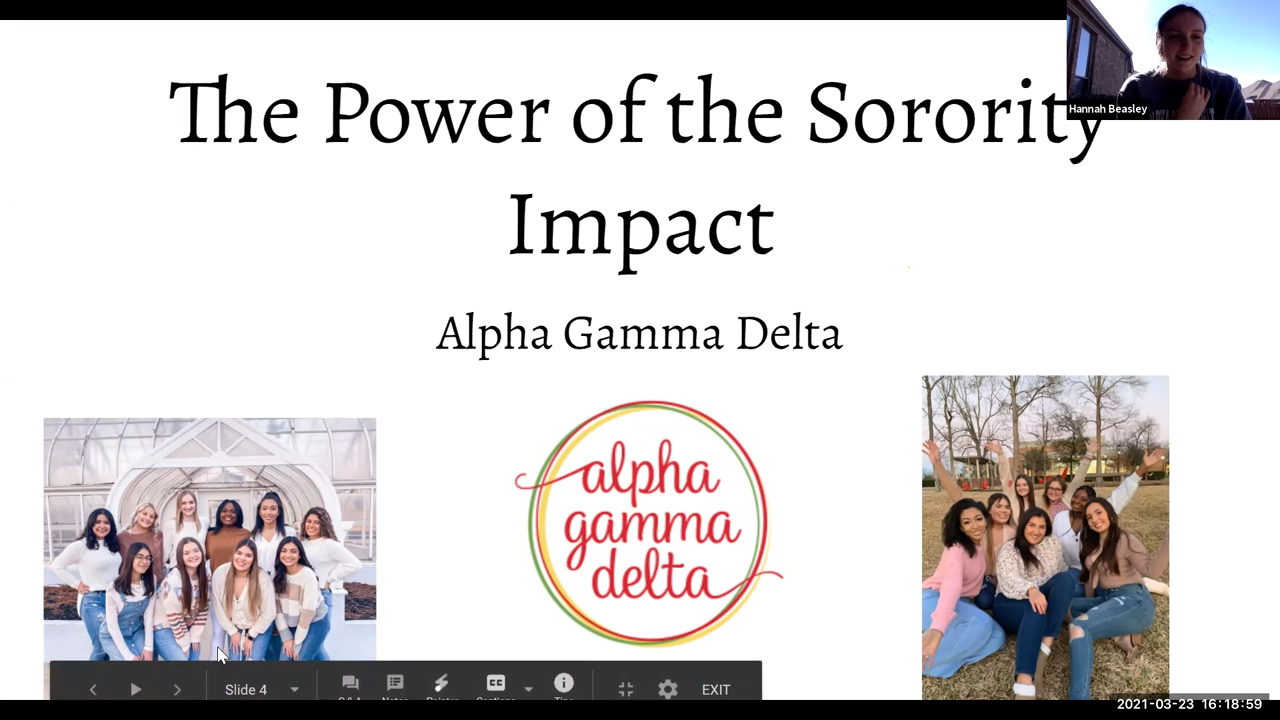 The Power of the Sorority
Impact
Hannah Beasley
Alpha Gamma Delta
alpha
gamma
delta
Slide 4
EXIT
2021-03-23 16:18:59